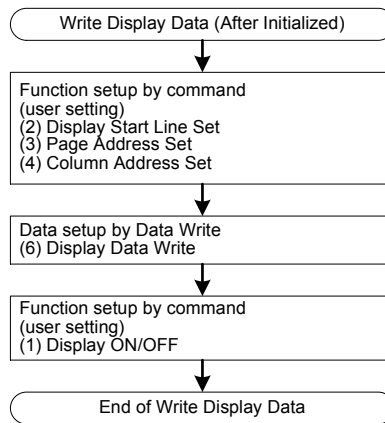 Write Display Data (After Initialized)
Function setup by command
(user setting)
(2) Display Start Line Set
(3) Page Address Set
(4) Column Address Set
Data setup by Data Write
(6) Display Data Write
Function setup by command
(user setting)
(1) Display ON/OFF
End of Write Display Data